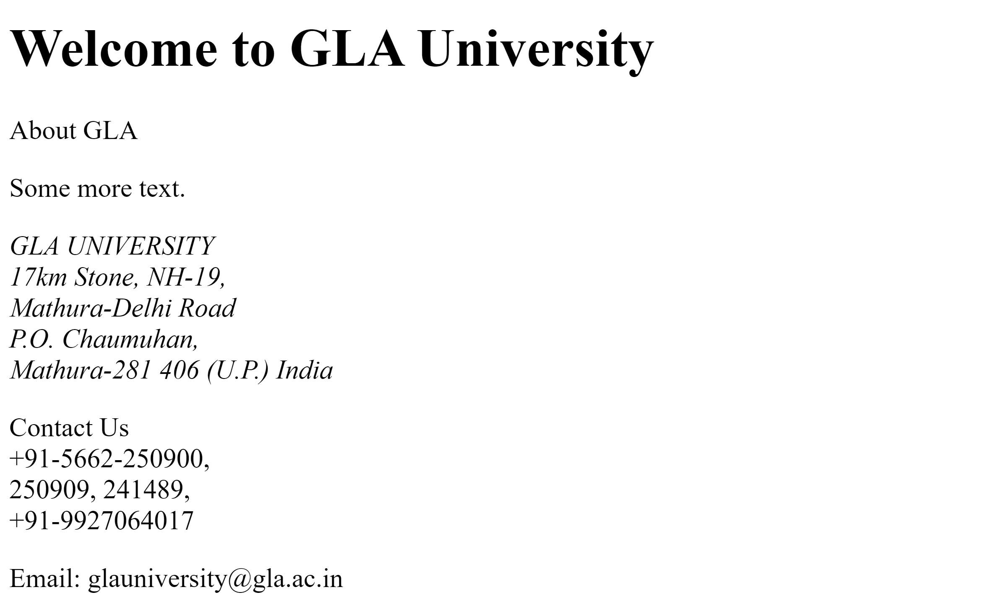 Welcome to GLA University
About GLA
Some more text.
GLA UNIVERSITY
17km Stone, NH-19,
Mathura-Delhi Road
P.O. Chaumuhan,
Mathura-281 406 (U.P.) India
Contact Us
+91-5662-250900,
250909, 241489,
+91-9927064017
Email: glauniversity@gla.ac.in